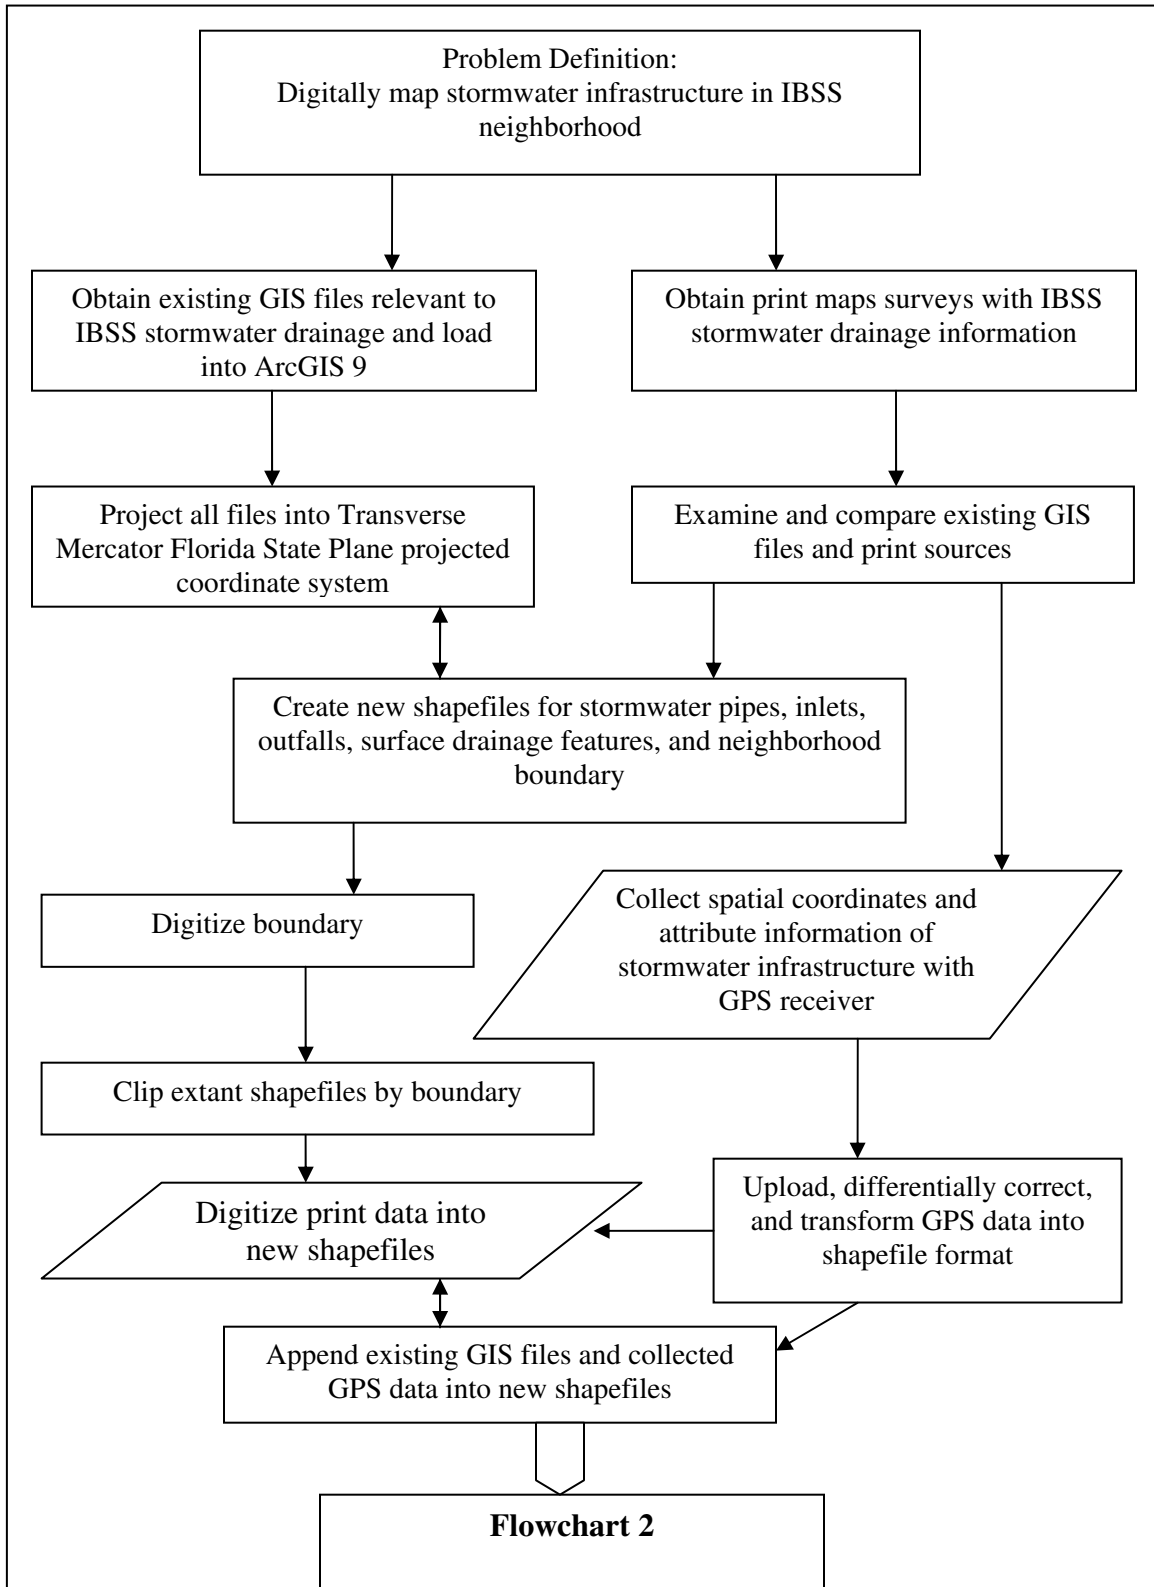 Problem Definition:
Digitally map stormwater infrastructure in IBSS
neighborhood
Obtain existing GIS files relevant to
IBSS stormwater drainage and load
into ArcGIS 9
Obtain print maps surveys with IBSS
stormwater drainage information
Project all files into Transverse
Mercator Florida State Plane projected
coordinate system
Examine and compare existing GIS
files and print sources
Create new shapefiles for stormwater pipes, inlets,
outfalls, surface drainage features, and neighborhood
boundary
Digitize boundary
Collect spatial coordinates and
attribute information of
stormwater infrastructure with
GPS receiver
Clip extant shapefiles by boundary
Digitize print data into
new shapefiles
Upload, differentially correct,
and transform GPS data into
shapefile format
Append existing GIS files and collected
GPS data into new shapefiles
Flowchart 2